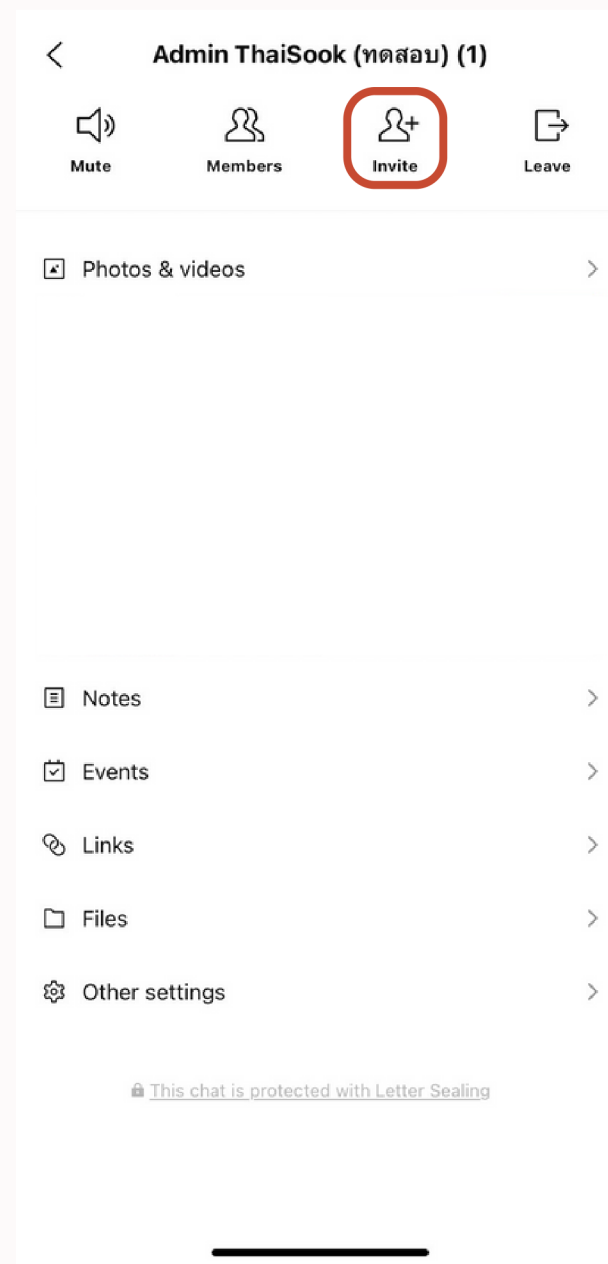 Admin ThaiSook (ทดสอบ) (1)
Mute Members Invite Leave
Photos & videos
Notes
Events
Links
Files
Other settings
This chat is protected with Letter Sealing